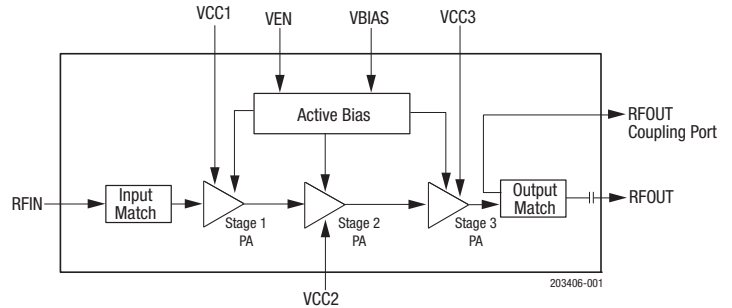 VCC1
VEN
VBIAS
VCC3
Active Bias
RFOUT
Coupling Port
RFIN
Input
Match
Stage 1
PA
Stage 2
PA
Stage 3
PA
Output
Match
RFOUT
203406-001
VCC2